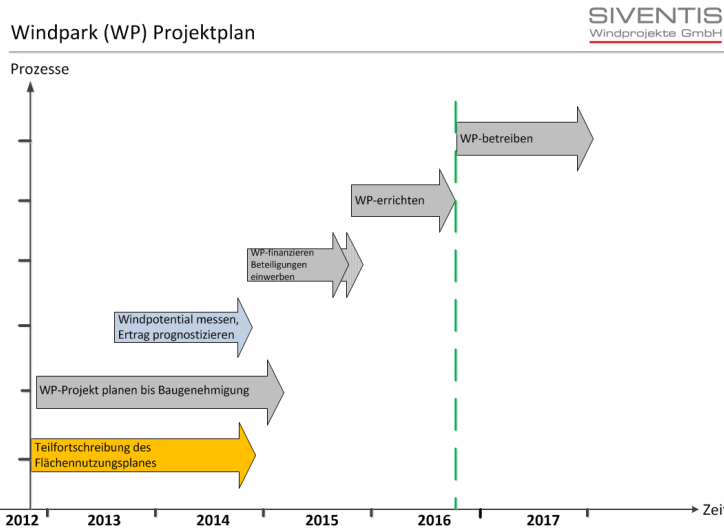 Windpark (WP) Projektplan
SIVENTIS
Windprojekte GmbH
Prozesse
WP-betreiben
WP-errichten
WP-finanzieren
Beteiligungen
einwerben
Windpotential messen,
Ertrag prognostizieren
WP-Projekt planen bis Baugenehmigung
Teilfortschreibung des
Flächennutzungsplanes
Zei
2012 2013 2014 2015 2016 2017